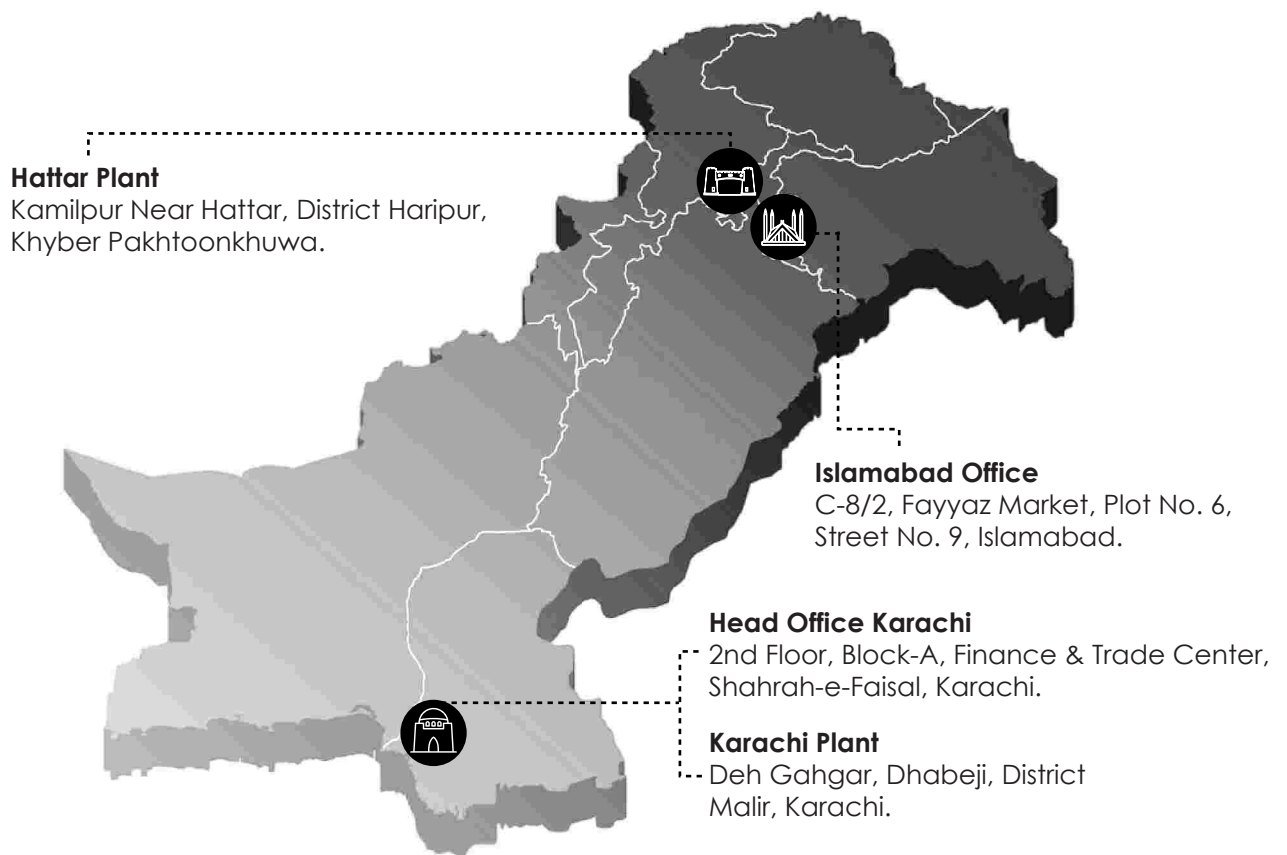 Hattar Plant
Kamilpur Near Hattar, District Haripur,
Khyber Pakhtoonkhuwa.
Islamabad Office
C-8/2, Fayyaz Market, Plot No. 6,
Street No. 9, Islamabad.
Head Office Karachi
2nd Floor, Block-A, Finance & Trade Center,
Shahrah-e-Faisal, Karachi.
Karachi Plant
Deh Gahgar, Dhabeji, District
Malir, Karachi.